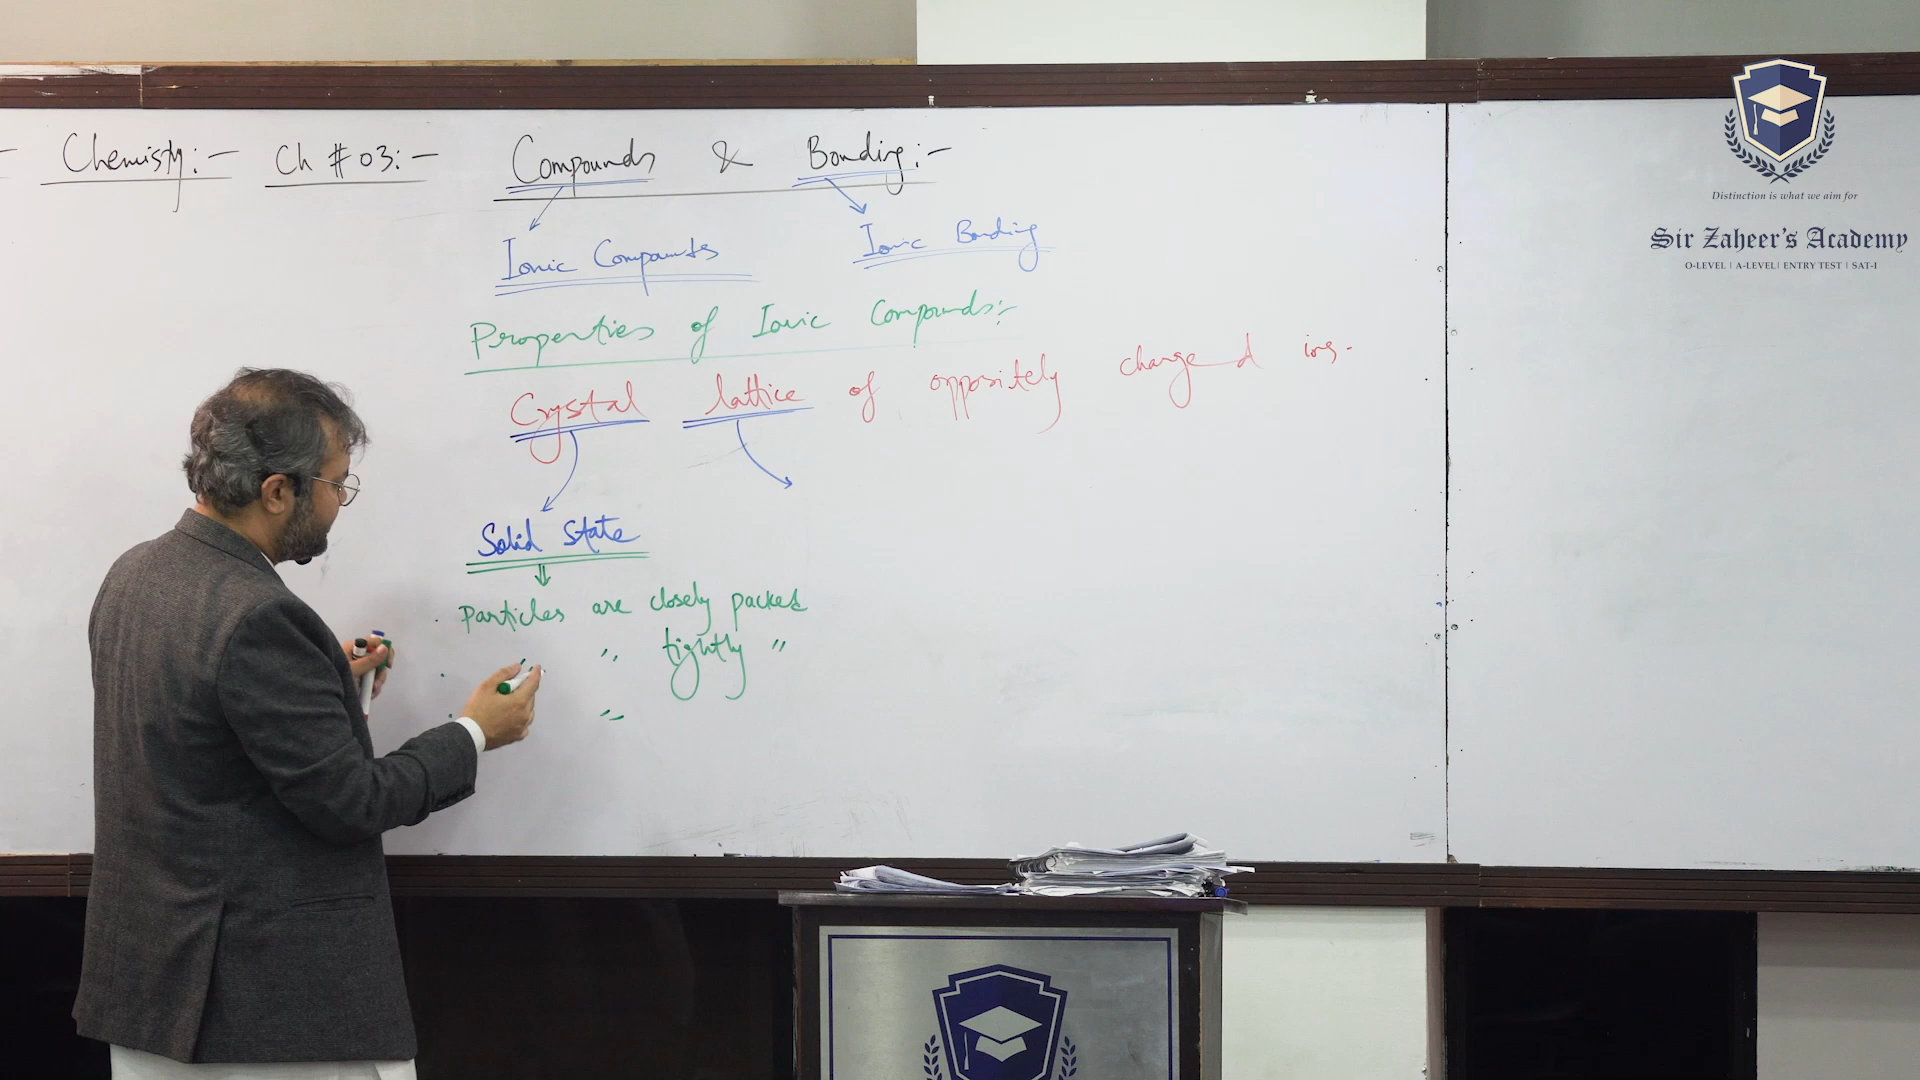 Chemistry:- Ch # 03:- Compounds & Bonding:-
Ionic Compounds Ionic Bonding
Properties of Ionic Compounds:-
Crystal lattice of oppositely charged ions.
Solid State
Particles are closely packed
" " tightly "
"
Distinction is what we aim for
Sir Zaheer's Academy
O-LEVEL | A-LEVEL | ENTRY TEST | SAT-I